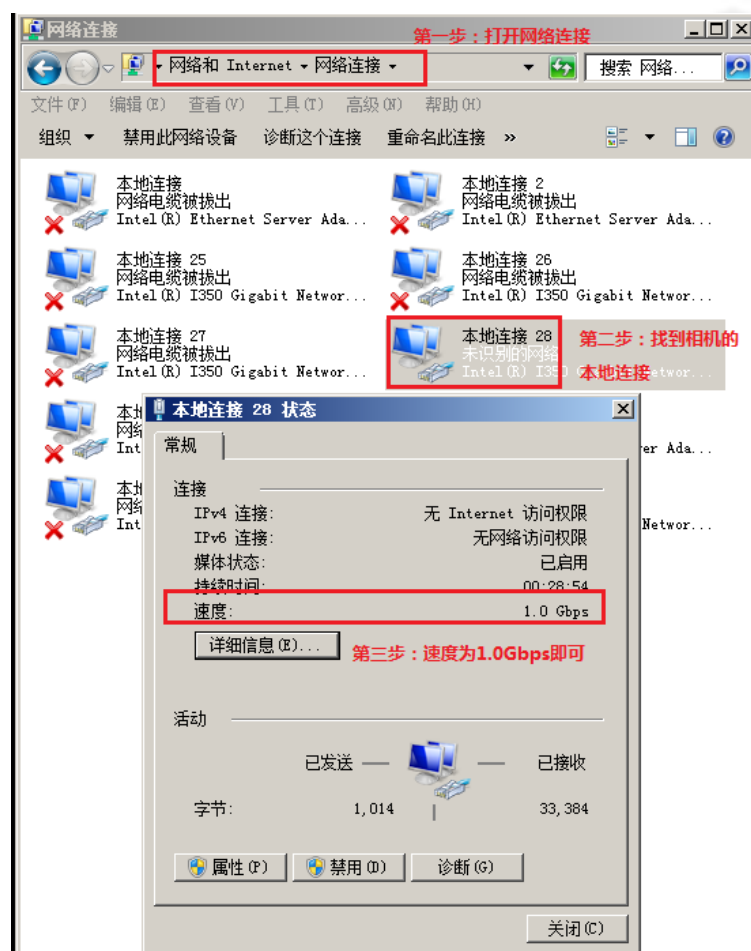 网络连接
第一步：打开网络连接
网络和 Internet 网络连接
搜索 网络...
文件(F) 编辑(E) 查看(V) 工具(T) 高级(N) 帮助(H)
组织 禁用此网络设备 诊断这个连接 重命名此连接 »
本地连接
网络电缆被拔出
Intel(R) Ethernet Server Ada...
本地连接 2
网络电缆被拔出
Intel(R) Ethernet Server Ada...
本地连接 25
网络电缆被拔出
Intel(R) I350 Gigabit Networ...
本地连接 26
网络电缆被拔出
Intel(R) I350 Gigabit Networ...
本地连接 27
网络电缆被拔出
Intel(R) I350 Gigabit Networ...
本地连接 28
未识别的网络
Intel(R) I350 G
etwor...
第二步：找到相机的
本地连接
本地连接 28 状态
常规
Int
er Ada...
连接
IPv4 连接: 无 Internet 访问权限
IPv6 连接: 无网络访问权限
Int
Networ...
媒体状态: 已启用
持续时间: 00:28:54
速度: 1.0 Gbps
详细信息(E)...
第三步：速度为1.0Gbps即可
活动
已发送 — — 已接收
字节: 1,014 | 33,384
属性(P) 禁用(D) 诊断(G)
关闭(C)